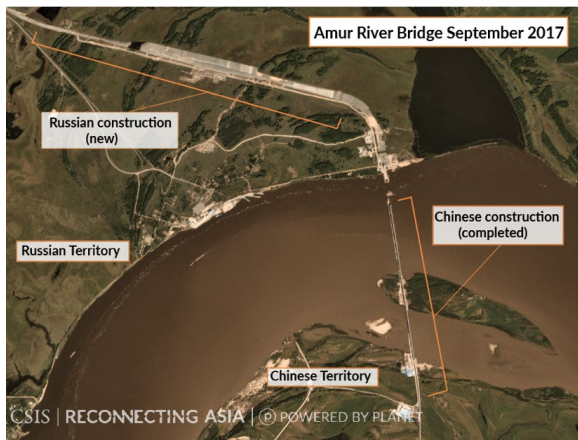 Amur River Bridge September 2017
Russian construction
(new)
Chinese construction
(completed)
Russian Territory
Chinese Territory
CSIS | RECONNECTING ASIA | ⓟ POWERED BY PLANET